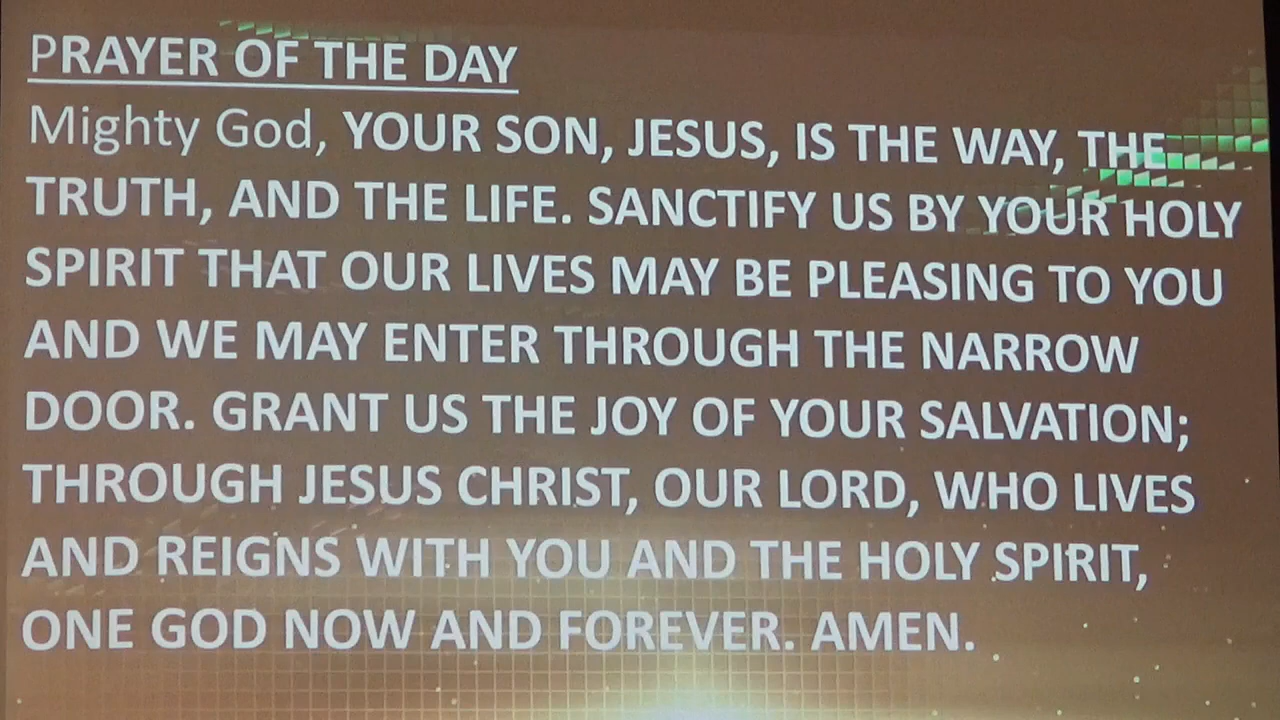 PRAYER OF THE DAY
Mighty God, YOUR SON, JESUS, IS THE WAY, THE
TRUTH, AND THE LIFE. SANCTIFY US BY YOUR HOLY
SPIRIT THAT OUR LIVES MAY BE PLEASING TO YOU
AND WE MAY ENTER THROUGH THE NARROW
DOOR. GRANT US THE JOY OF YOUR SALVATION;
THROUGH JESUS CHRIST, OUR LORD, WHO LIVES
AND REIGNS WITH YOU AND THE HOLY SPIRIT,
ONE GOD NOW AND FOREVER. AMEN.